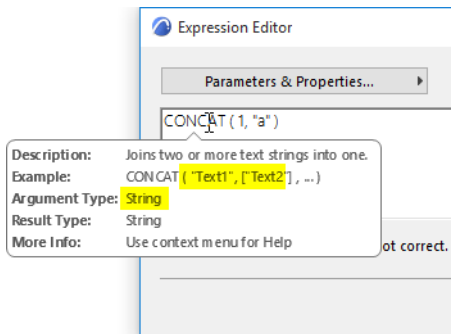 Expression Editor
Parameters & Properties...
CONCAT ( 1, "a" )
Description: Joins two or more text strings into one.
Example: CONCAT ( "Text1", ["Text2"] , ... )
Argument Type: String
Result Type: String
More Info: Use context menu for Help
ot correct.